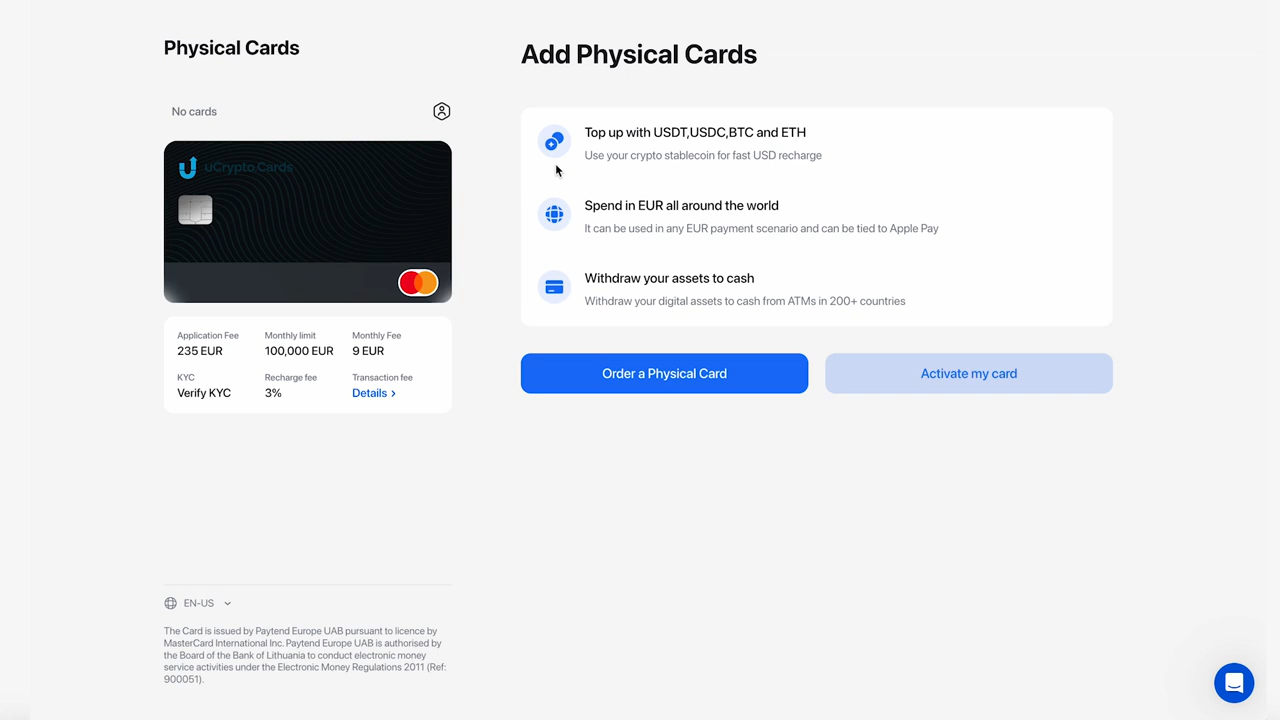 Physical Cards
No cards
uCrypto Cards
Application Fee
Monthly limit
Monthly Fee
235 EUR
100,000 EUR
9 EUR
KYC
Recharge fee
Transaction fee
Verify KYC
3%
Details
EN-US
The Card is issued by Paytend Europe UAB pursuant to licence by
MasterCard International Inc. Paytend Europe UAB is authorised by
the Board of the Bank of Lithuania to conduct electronic money
service activities under the Electronic Money Regulations 2011 (Ref:
900051).
Add Physical Cards
Top up with USDT,USDC,BTC and ETH
Use your crypto stablecoin for fast USD recharge
Spend in EUR all around the world
It can be used in any EUR payment scenario and can be tied to Apple Pay
Withdraw your assets to cash
Withdraw your digital assets to cash from ATMs in 200+ countries
Order a Physical Card
Activate my card